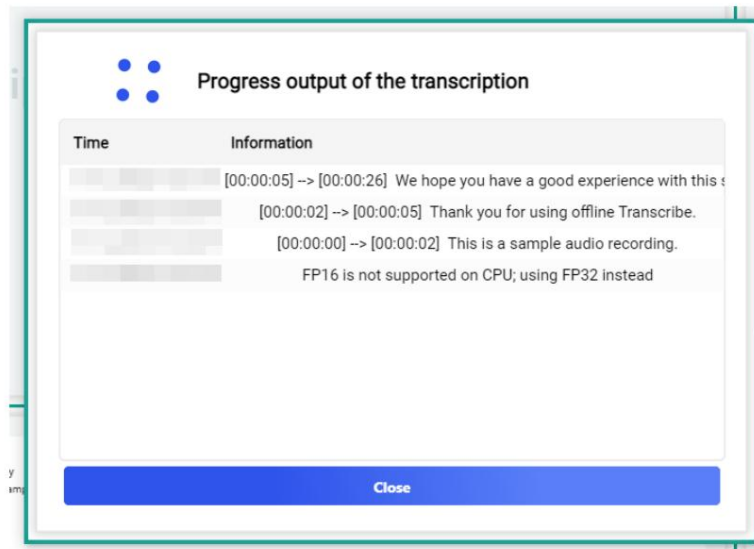 Progress output of the transcription
Time Information
[00:00:05] --> [00:00:26] We hope you have a good experience with this
[00:00:02] --> [00:00:05] Thank you for using offline Transcribe.
[00:00:00] --> [00:00:02] This is a sample audio recording.
FP16 is not supported on CPU; using FP32 instead
Close